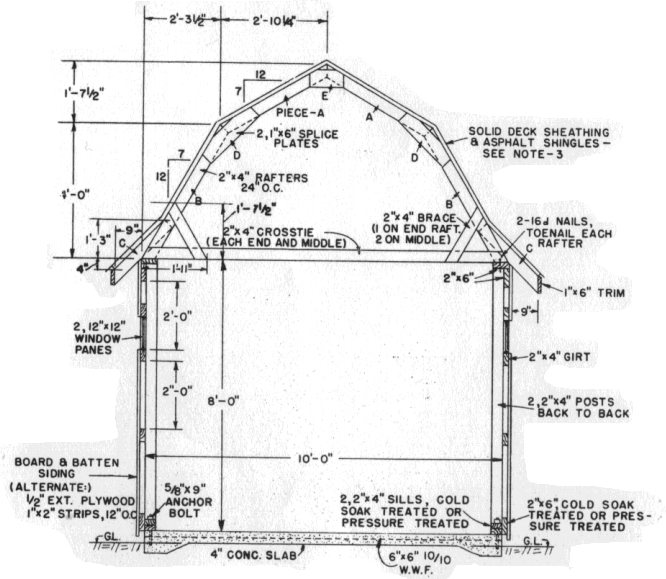 2'-3½" 2'-10¼"
12
7
1'-7½"
E
PIECE-A
A
2, 1"x6" SPLICE
PLATES
D
D
SOLID DECK SHEATHING
& ASPHALT SHINGLES-
SEE NOTE-3
7
12
2"x4" RAFTERS
24" O.C.
B
B
4'-0"
1'-7½"
9"
1'-3"
C
4"
2"x4" CROSSTIE
(EACH END AND MIDDLE)
2"x4" BRACE
(1 ON END RAFT.
2 ON MIDDLE)
2-16d NAILS,
TOENAIL EACH
RAFTER
C
1'-11"
2"x6"
1"x6" TRIM
9"
2'-0"
2, 12"x12"
WINDOW
PANES
2"x4" GIRT
2"-0"
8'-0"
2, 2"x4" POSTS
BACK TO BACK
10'-0"
BOARD & BATTEN
SIDING
(ALTERNATE:)
½" EXT. PLYWOOD
1"x2" STRIPS, 12" O.C.
5/8"x9"
ANCHOR
BOLT
2, 2"x4" SILLS, COLD
SOAK TREATED OR
PRESSURE TREATED
2"x6", COLD SOAK
TREATED OR PRES-
SURE TREATED
GL.
4" CONC. SLAB
6"x6" 10/10
W.W.F.
G.L.